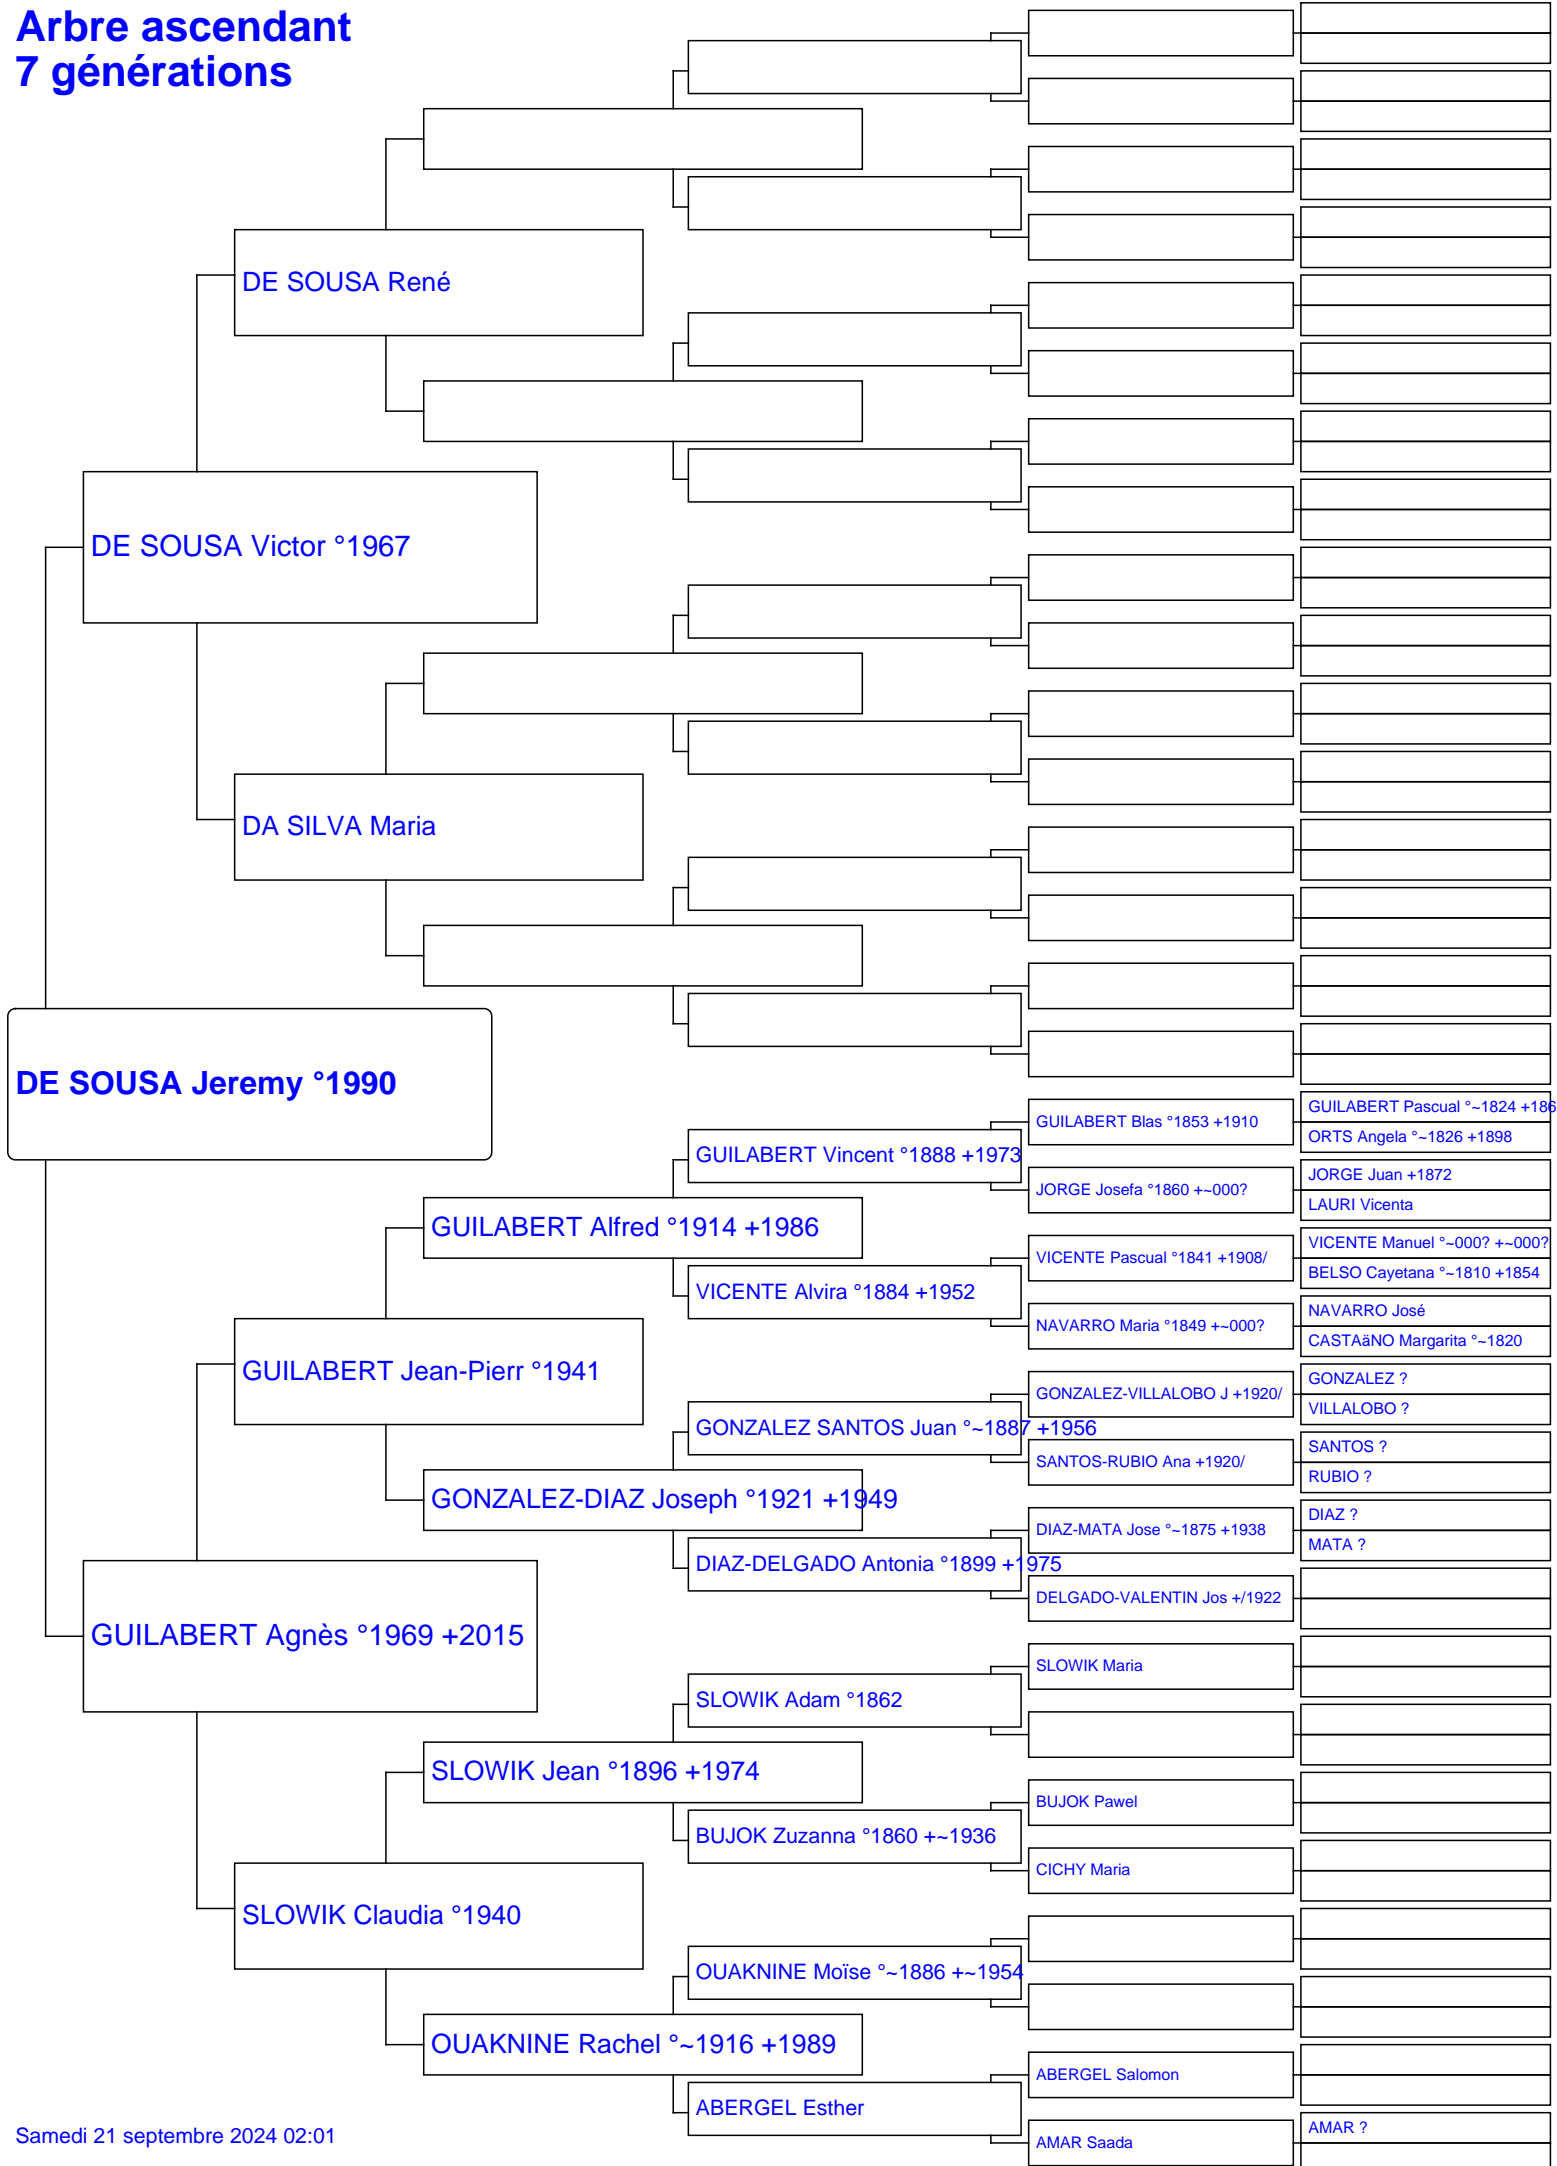 Arbre ascendant
7 générations
DE SOUSA René
DE SOUSA Victor °1967
DA SILVA Maria
DE SOUSA Jeremy °1990
GUILABERT Pascual °~1824 +186
GUILABERT Blas °1853 +1910
ORTS Angela °~1826 +1898
GUILABERT Vincent °1888 +1973
JORGE Juan +1872
JORGE Josefa °1860 +~000?
LAURI Vicenta
GUILABERT Alfred °1914 +1986
VICENTE Manuel °~000? +~000?
VICENTE Pascual °1841 +1908/
BELSO Cayetana °~1810 +1854
VICENTE Alvira °1884 +1952
NAVARRO José
NAVARRO Maria °1849 +~000?
CASTAäNO Margarita °~1820
GUILABERT Jean-Pierr °1941
GONZALEZ ?
GONZALEZ-VILLALOBO J +1920/
VILLALOBO ?
GONZALEZ SANTOS Juan °~1887 +1956
SANTOS ?
SANTOS-RUBIO Ana +1920/
RUBIO ?
GONZALEZ-DIAZ Joseph °1921 +1949
DIAZ ?
DIAZ-MATA Jose °~1875 +1938
MATA ?
DIAZ-DELGADO Antonia °1899 +1975
DELGADO-VALENTIN Jos +/1922
GUILABERT Agnès °1969 +2015
SLOWIK Maria
SLOWIK Adam °1862
SLOWIK Jean °1896 +1974
BUJOK Pawel
BUJOK Zuzanna °1860 +~1936
CICHY Maria
SLOWIK Claudia °1940
OUAKNINE Moïse °~1886 +~1954
OUAKNINE Rachel °~1916 +1989
ABERGEL Salomon
ABERGEL Esther
AMAR ?
AMAR Saada
Samedi 21 septembre 2024 02:01